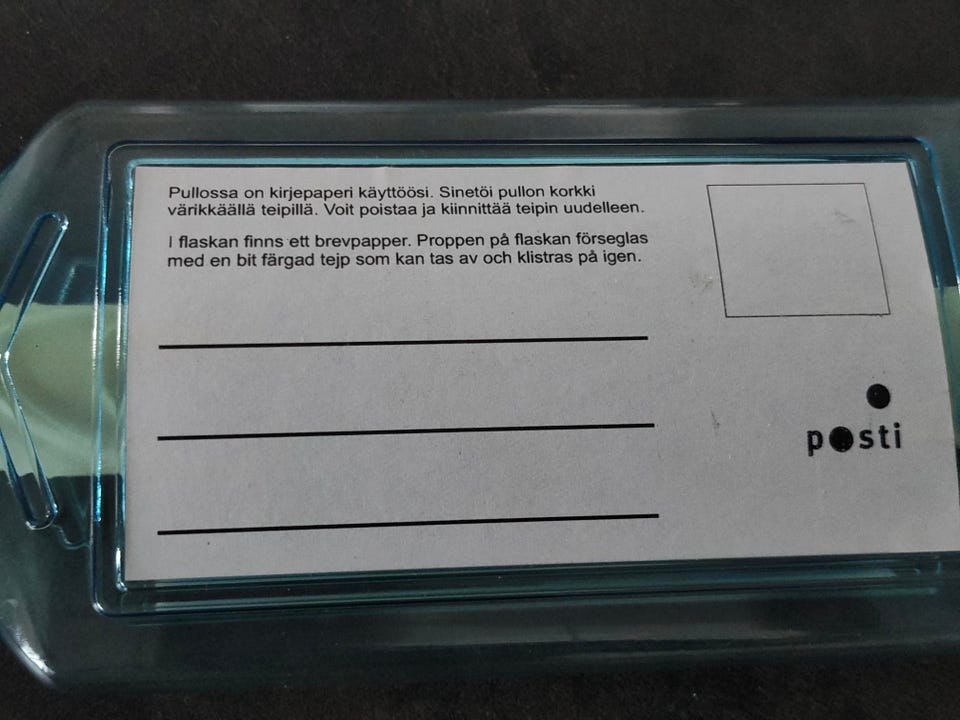 Pullossa on kirjepaperi käyttöösi. Sinetöi pullon korkki
värikkäällä teipillä. Voit poistaa ja kiinnittää teipin uudelleen.
I flaskan finns ett brevpapper. Proppen på flaskan förseglas
med en bit färgad tejp som kan tas av och klistras på igen.
posti